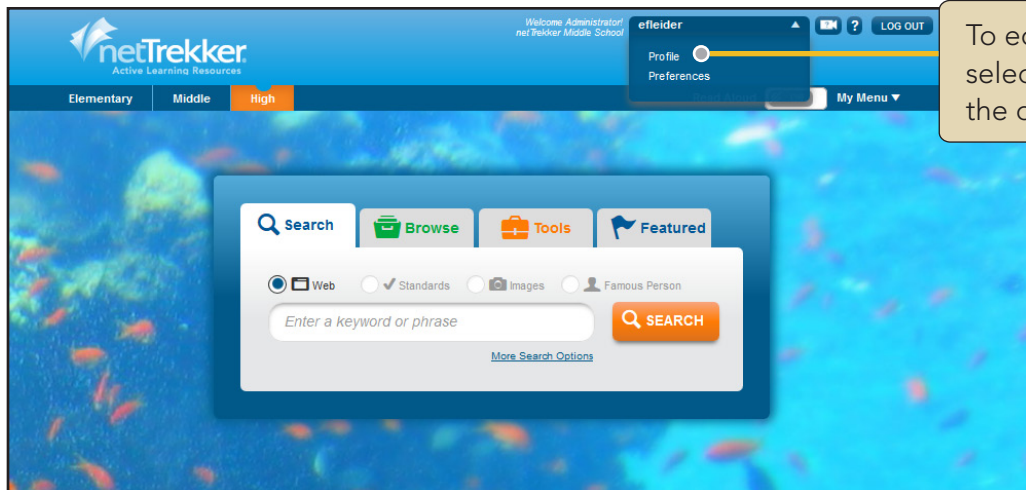 Welcome Administrator!
netTrekker Middle School
efleider
?
LOG OUT
netTrekker.
Active Learning Resources
Profile
Preferences
To
selec
the
Elementary
Middle
High
My Menu ▼
Search
Browse
Tools
Featured
Web
Standards
Images
Famous Person
Enter a keyword or phrase
SEARCH
More Search Options